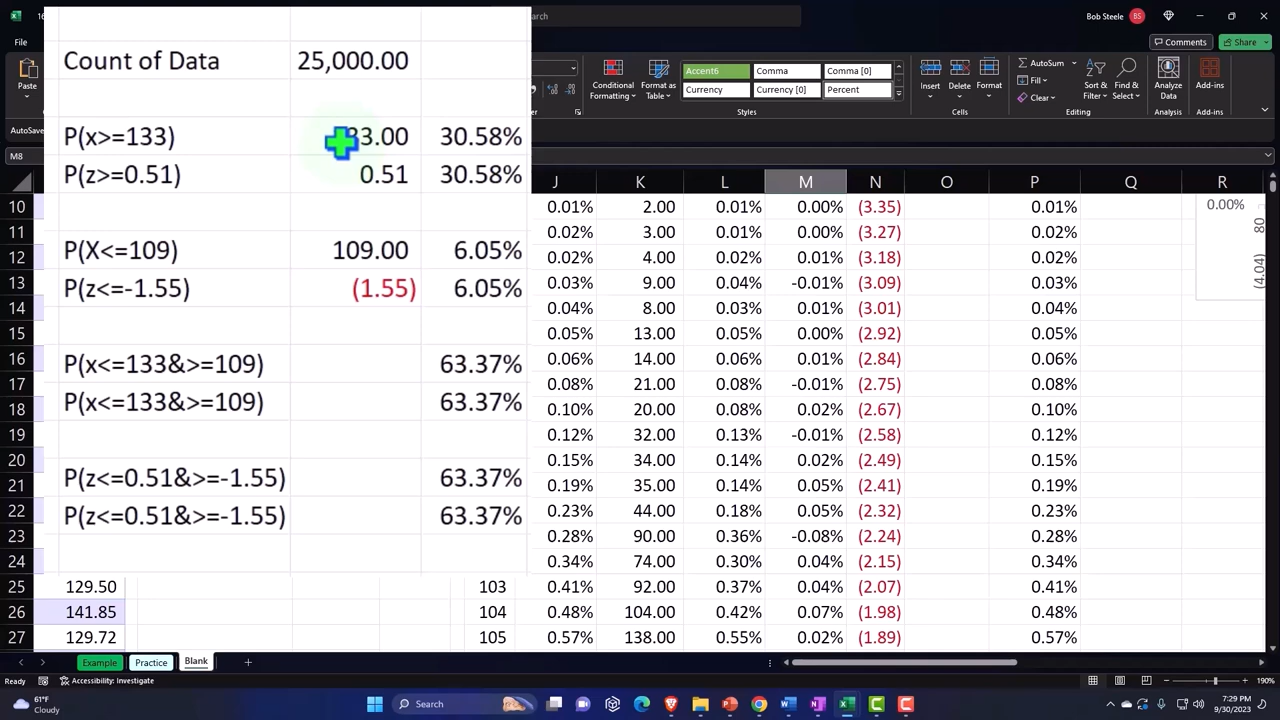 Bob Steele BS
File
Comments
Share
Count of Data 25,000.00
P(x>=133) 33.00 30.58%
P(z>=0.51) 0.51 30.58%
P(X<=109) 109.00 6.05%
P(z<=-1.55) (1.55) 6.05%
P(x<=133&>=109) 63.37%
P(x<=133&>=109) 63.37%
P(z<=0.51&>=-1.55) 63.37%
P(z<=0.51&>=-1.55) 63.37%
Paste
AutoSave
M8
Conditional Formatting
Format as Table
Accent6 Comma Comma [0]
Currency Currency [0] Percent
Styles
Insert Delete Format
Cells
AutoSum
Fill
Clear
Sort & Filter
Find & Select
Editing
Analyze Data
Add-ins
Add-ins
J K L M N O P Q R
10 0.01% 2.00 0.01% 0.00% (3.35) 0.01%
11 0.02% 3.00 0.01% 0.00% (3.27) 0.02%
12 0.02% 4.00 0.01% 0.01% (3.18) 0.02%
13 0.03% 9.00 0.04% -0.01% (3.09) 0.03%
14 0.04% 8.00 0.03% 0.01% (3.01) 0.04%
15 0.05% 13.00 0.05% 0.00% (2.92) 0.05%
16 0.06% 14.00 0.06% 0.01% (2.84) 0.06%
17 0.08% 21.00 0.08% -0.01% (2.75) 0.08%
18 0.10% 20.00 0.08% 0.02% (2.67) 0.10%
19 0.12% 32.00 0.13% -0.01% (2.58) 0.12%
20 0.15% 34.00 0.14% 0.02% (2.49) 0.15%
21 0.19% 35.00 0.14% 0.05% (2.41) 0.19%
22 0.23% 44.00 0.18% 0.05% (2.32) 0.23%
23 0.28% 90.00 0.36% -0.08% (2.24) 0.28%
24 0.34% 74.00 0.30% 0.04% (2.15) 0.34%
25 129.50 103 0.41% 92.00 0.37% 0.04% (2.07) 0.41%
26 141.85 104 0.48% 104.00 0.42% 0.07% (1.98) 0.48%
27 129.72 105 0.57% 138.00 0.55% 0.02% (1.89) 0.57%
0.00%
80
(4.04)
Example Practice Blank
Ready Accessibility: Investigate
190%
61°F
Cloudy
Search
7:29 PM
9/30/2023